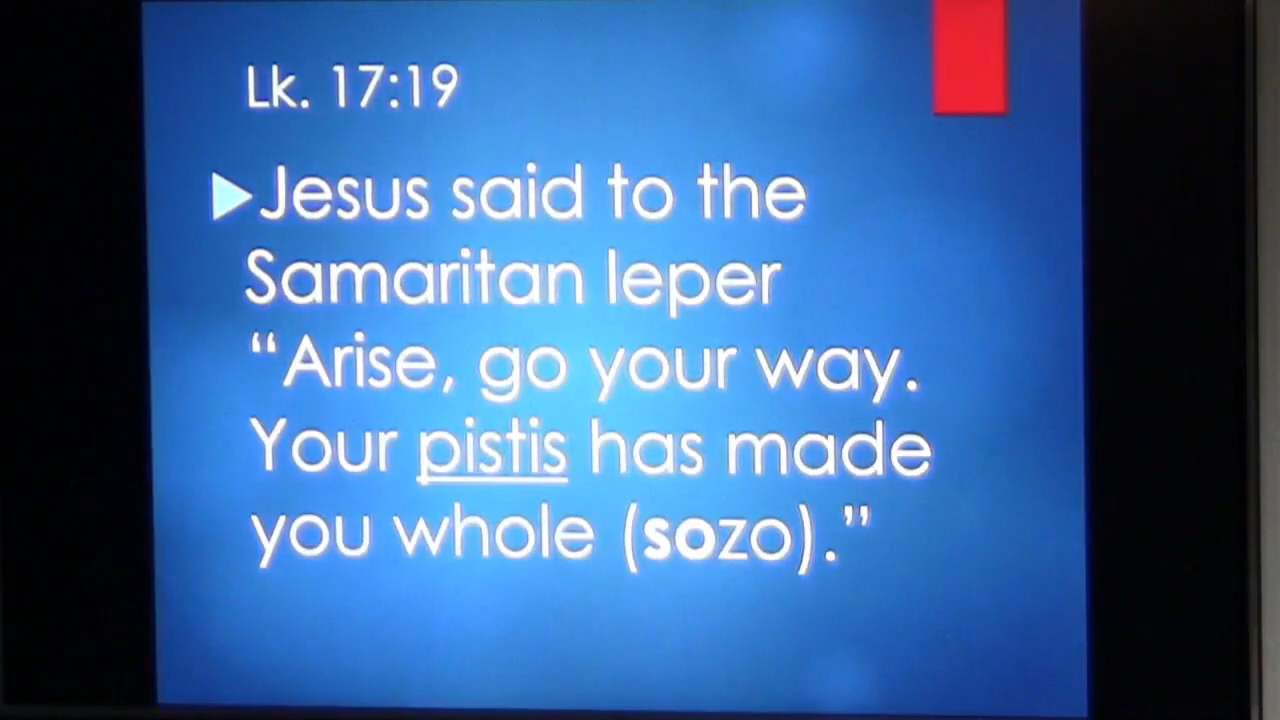 Lk. 17:19
Jesus said to the
Samaritan leper
“Arise, go your way.
Your pistis has made
you whole (sozo).”